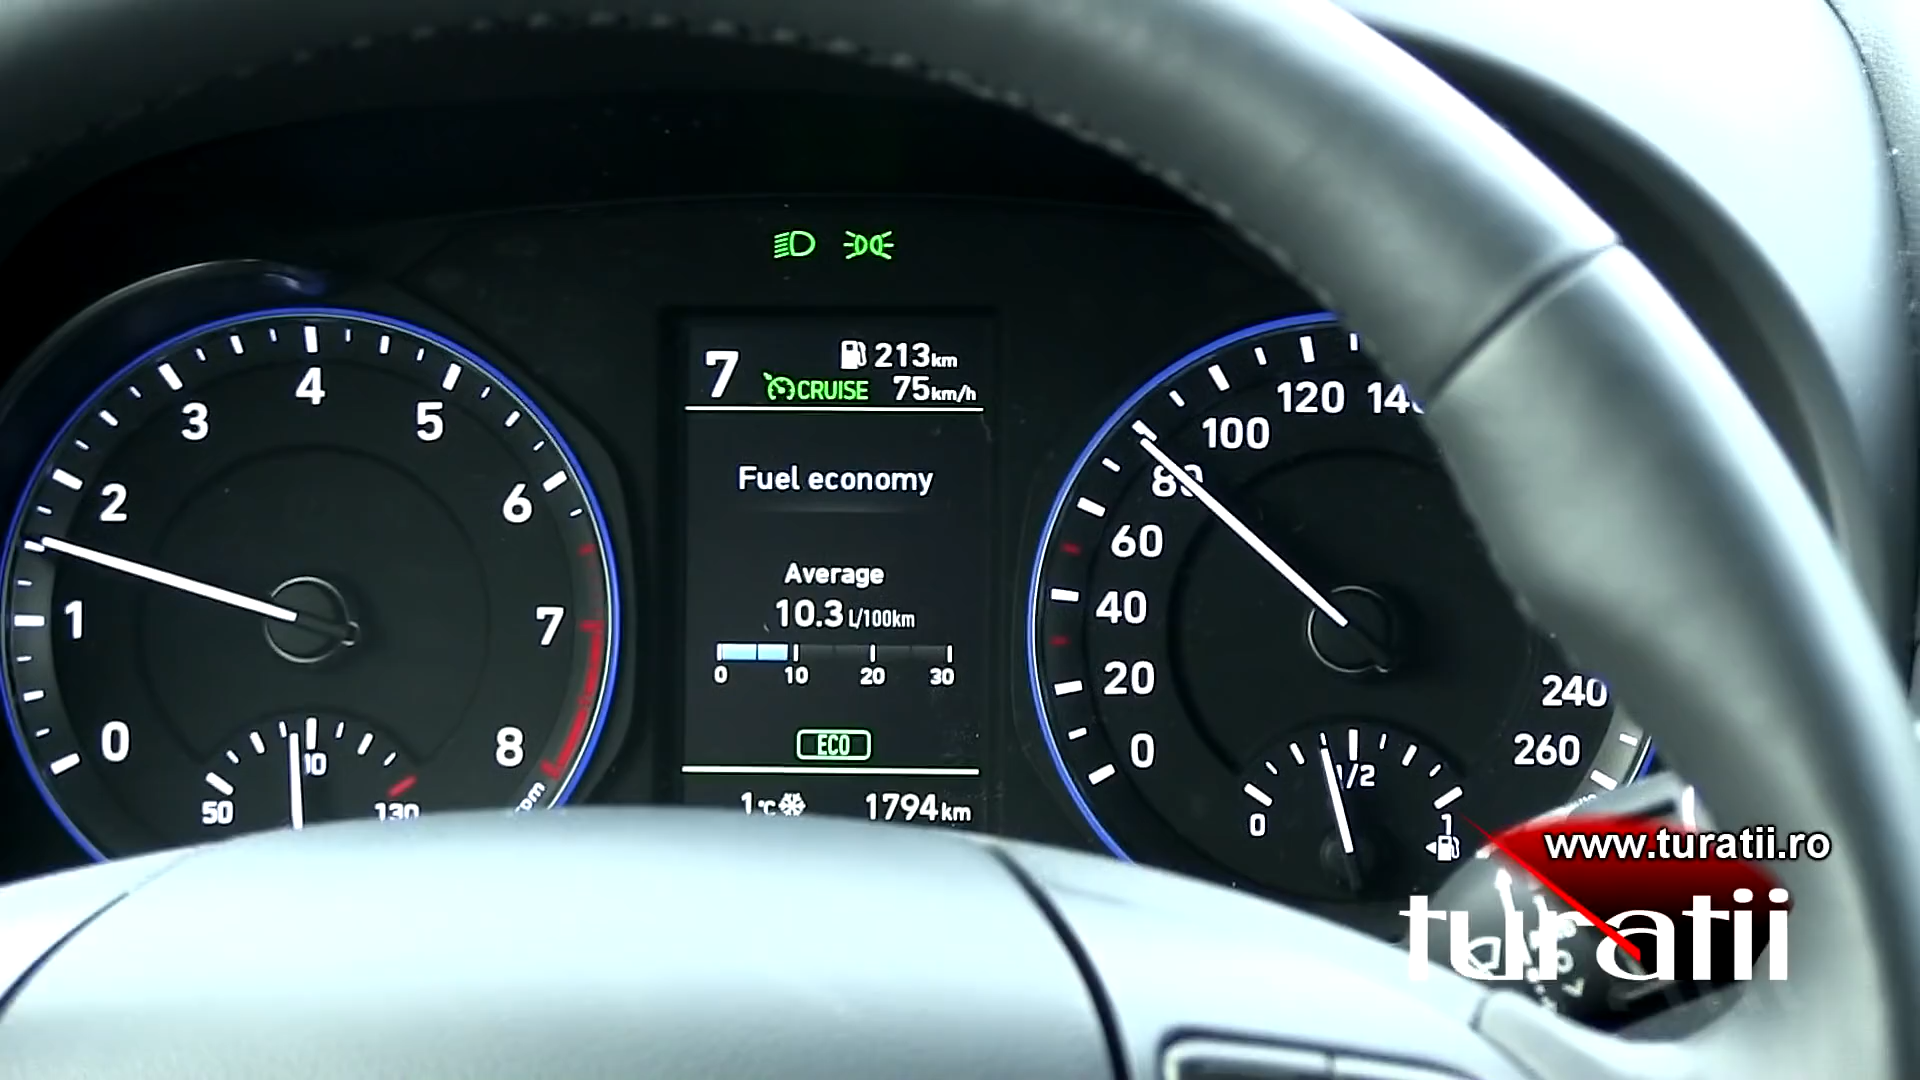 7
213km
CRUISE 75km/h
Fuel economy
Average
10.3 L/100km
0 10 20 30
ECO
1°C 1794km
0
1
2
3
4
5
6
7
8
50
130
0
20
40
60
80
100
120
240
260
0
1/2
1
www.turatii.ro
turatii